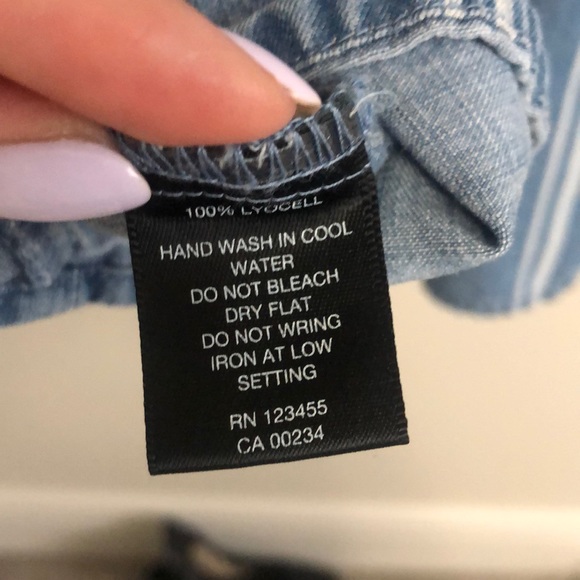 100% LYOCELL
HAND WASH IN COOL
WATER
DO NOT BLEACH
DRY FLAT
DO NOT WRING
IRON AT LOW
SETTING
RN 123455
CA 00234